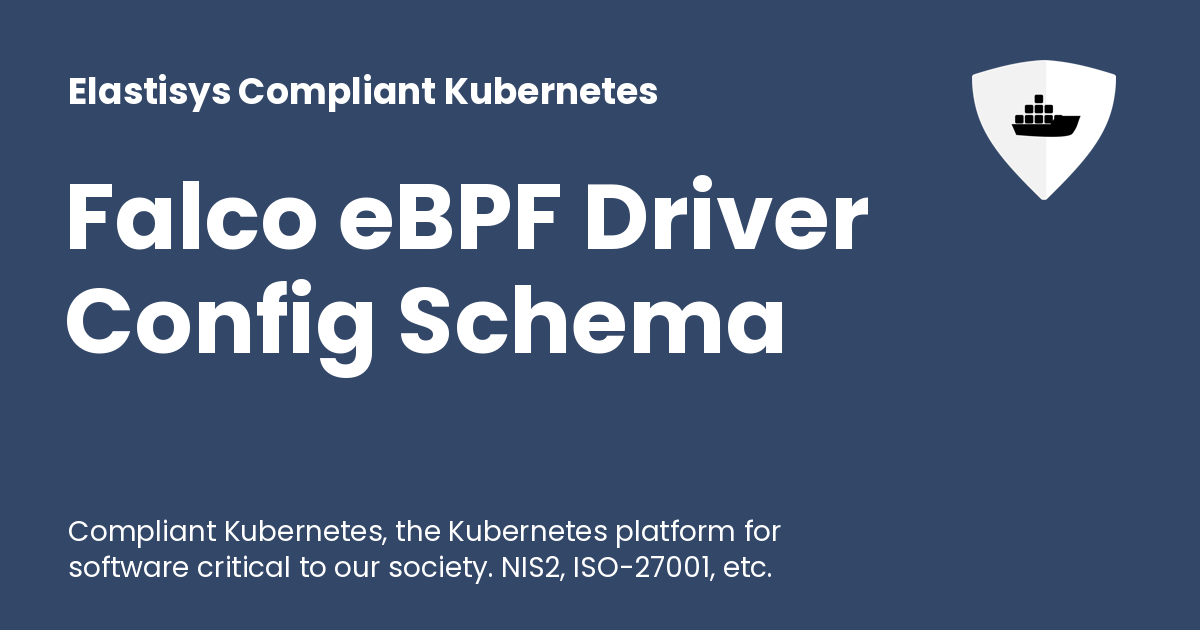 Elastisys Compliant Kubernetes
Falco eBPF Driver
Config Schema
Compliant Kubernetes, the Kubernetes platform for
software critical to our society. NIS2, ISO-27001, etc.